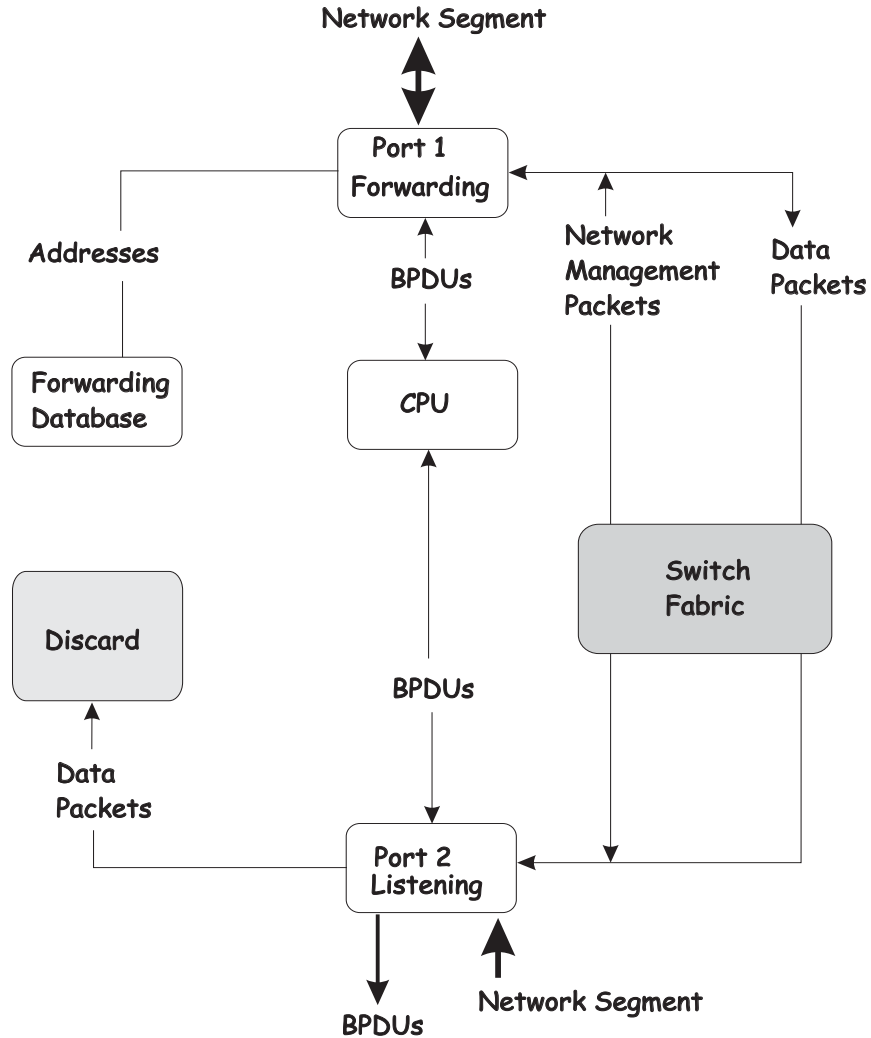 Network Segment
Port 1
Forwarding
Addresses
BPDUs
Network
Management
Packets
Data
Packets
Forwarding
Database
CPU
Switch
Fabric
Discard
BPDUs
Data
Packets
Port 2
Listening
Network Segment
BPDUs